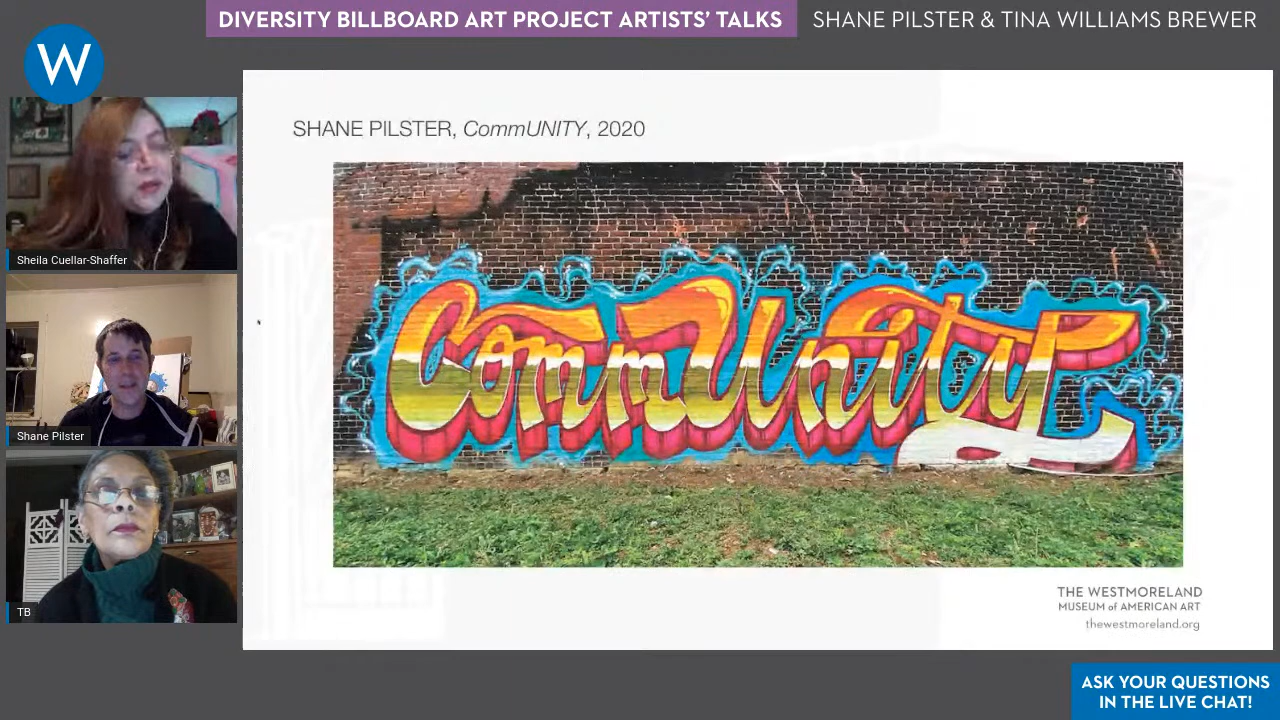 DIVERSITY BILLBOARD ART PROJECT ARTISTS' TALKS SHANE PILSTER & TINA WILLIAMS BREWER
W
Sheila Cuellar-Shaffer
Shane Pilster
TB
SHANE PILSTER, CommUNITY, 2020
CommUnity
THE WESTMORELAND
MUSEUM of AMERICAN ART
thewestmoreland.org
ASK YOUR QUESTIONS
IN THE LIVE CHAT!